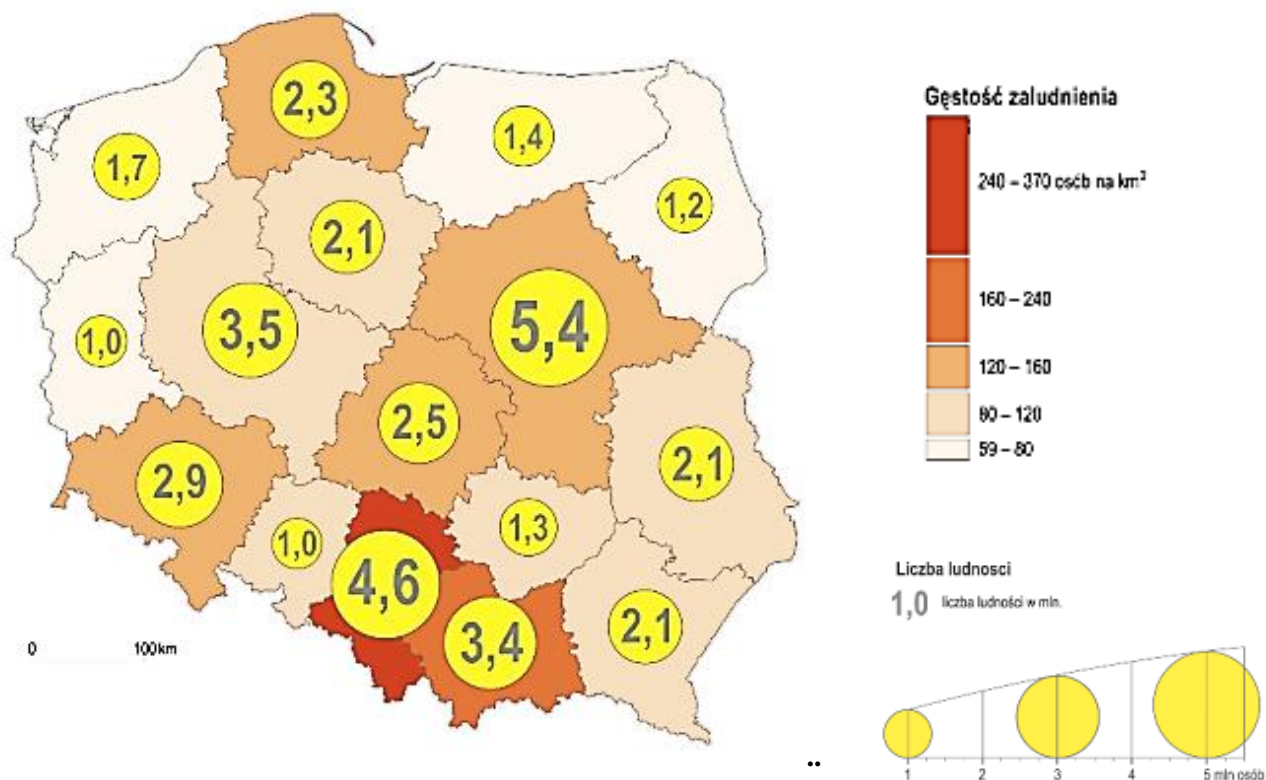 2,3
1,4
1,7
1,2
2,1
3,5
5,4
1,0
2,5
2,9
2,1
1,3
1,0
4,6
3,4
2,1
0 100km
Gęstość zaludnienia
240 – 370 osób na km²
160 – 240
120 – 160
80 – 120
59 – 80
Liczba ludnosci
1,0 liczba ludności w mln.
1 2 3 4 5 mln osób